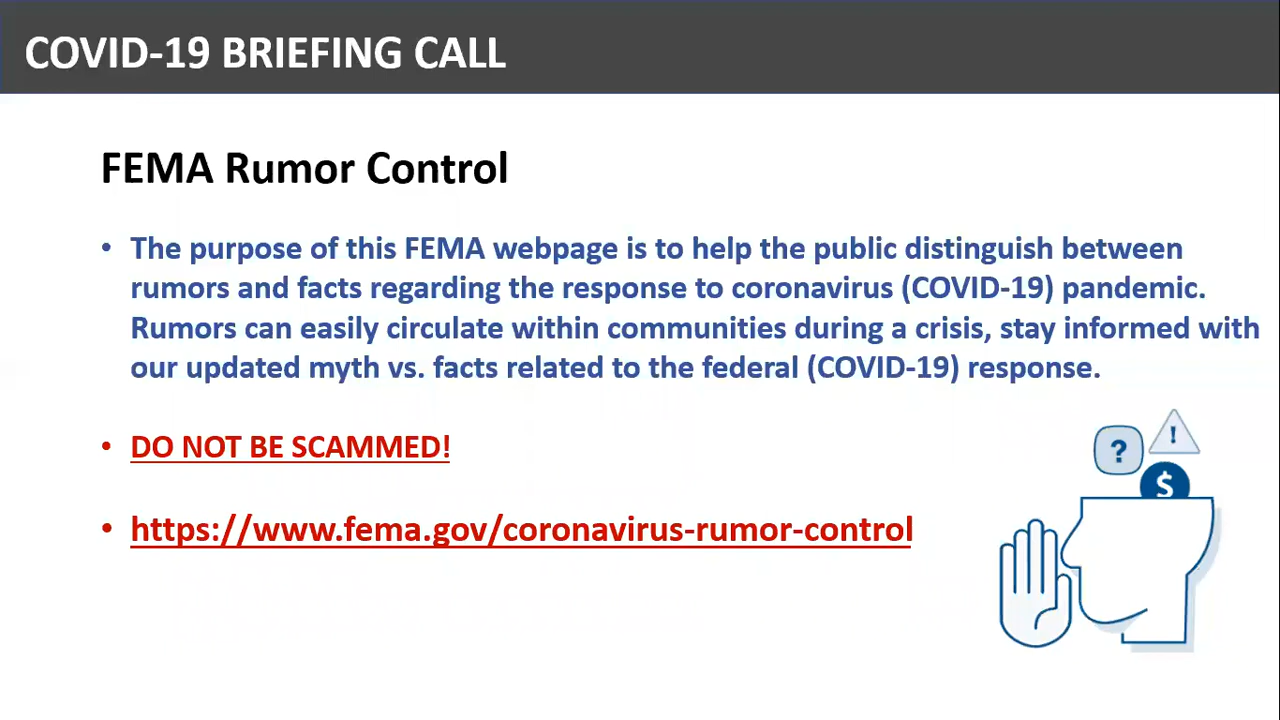 COVID-19 BRIEFING CALL
FEMA Rumor Control
• The purpose of this FEMA webpage is to help the public distinguish between
rumors and facts regarding the response to coronavirus (COVID-19) pandemic.
Rumors can easily circulate within communities during a crisis, stay informed with
our updated myth vs. facts related to the federal (COVID-19) response.
• DO NOT BE SCAMMED!
• https://www.fema.gov/coronavirus-rumor-control
? !
$